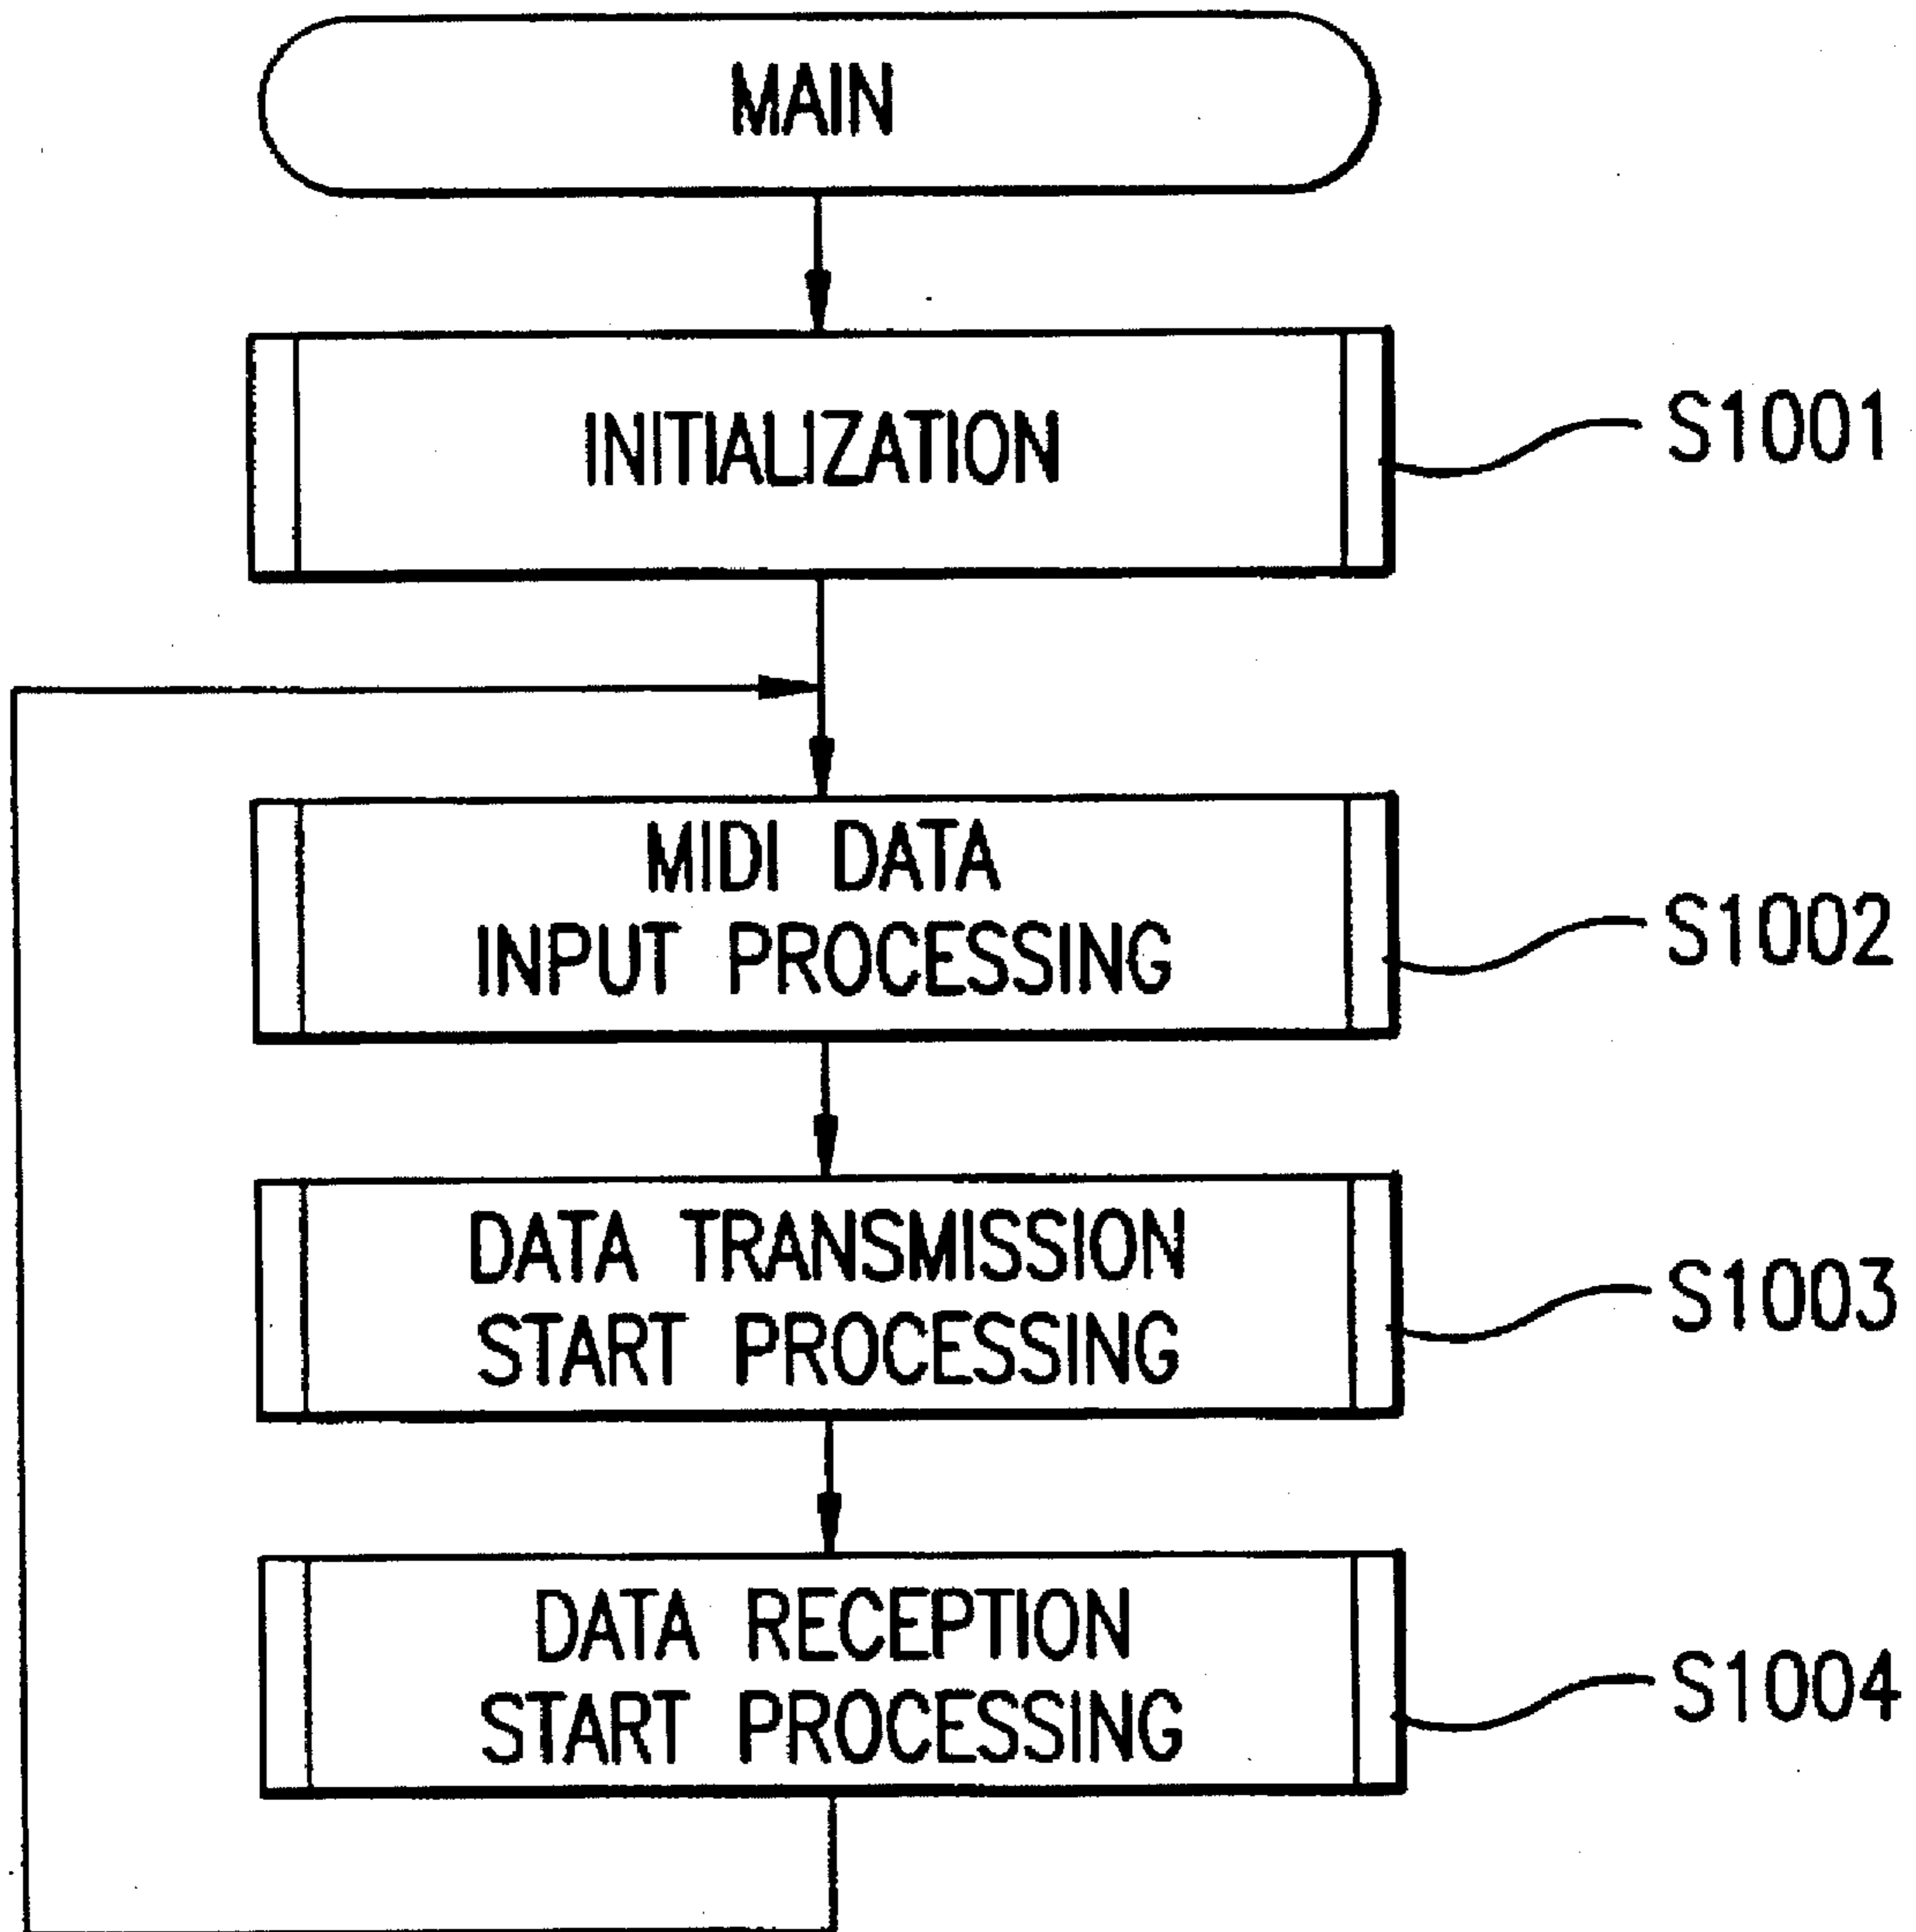 MAIN
INITIALIZATION
S1001
MIDI DATA
INPUT PROCESSING
S1002
DATA TRANSMISSION
START PROCESSING
S1003
DATA RECEPTION
START PROCESSING
S1004